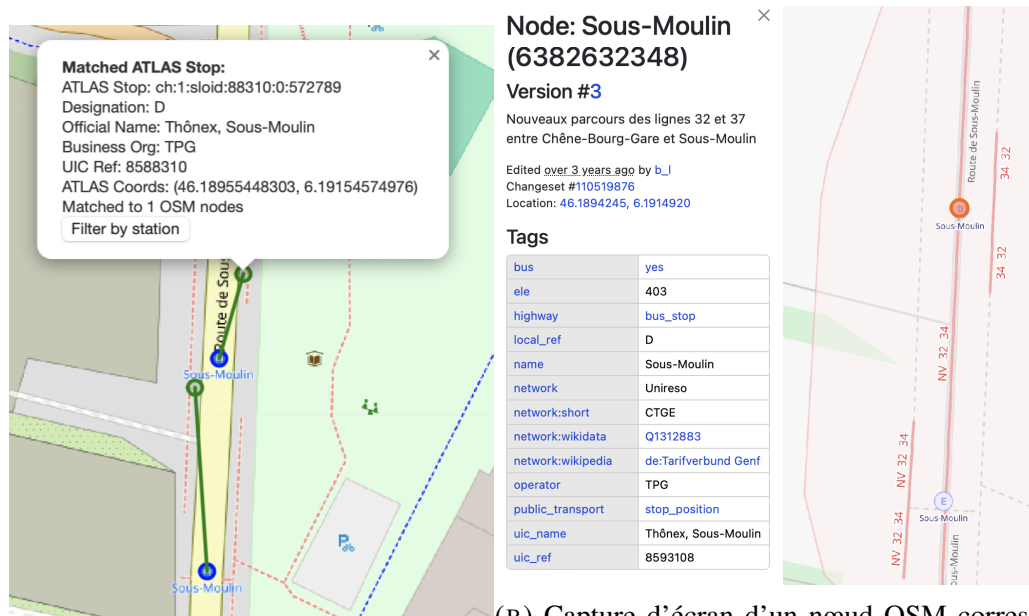 Matched ATLAS Stop:
ATLAS Stop: ch:1:sloid:88310:0:572789
Designation: D
Official Name: Thônex, Sous-Moulin
Business Org: TPG
UIC Ref: 8588310
ATLAS Coords: (46.18955448303, 6.19154574976)
Matched to 1 OSM nodes
Filter by station
Route de Sous
Sous-Moulin
Sous-Moulin
Node: Sous-Moulin
(6382632348)
Version #3
Nouveaux parcours des lignes 32 et 37
entre Chêne-Bourg-Gare et Sous-Moulin
Edited over 3 years ago by b_l
Changeset #110519876
Location: 46.1894245, 6.1914920
Tags
bus yes
ele 403
highway bus_stop
local_ref D
name Sous-Moulin
network Unireso
network:short CTGE
network:wikidata Q1312883
network:wikipedia de:Tarifverbund Genf
operator TPG
public_transport stop_position
uic_name Thônex, Sous-Moulin
uic_ref 8593108
Route de Sous-Moulin
34 32
D
Sous-Moulin
34 32
NV 32 34
NV 32 34
E
Sous-Moulin
NV 32 34
ous-Moulin
(B) Capture d'écran d'un nœud OSM corres